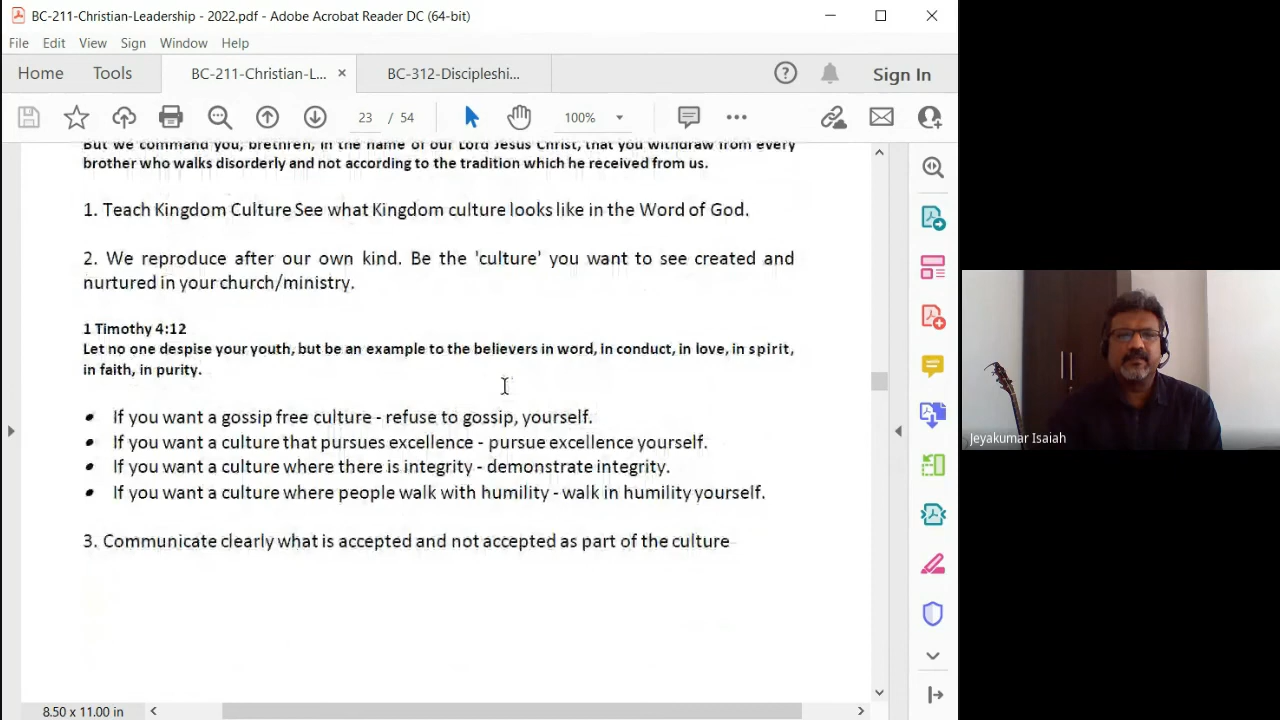 BC-211-Christian-Leadership - 2022.pdf - Adobe Acrobat Reader DC (64-bit)
File Edit View Sign Window Help
Home Tools BC-211-Christian-L... × BC-312-Discipleshi... Sign In
23 / 54 100%
But we command you, brethren, in the name of our Lord Jesus Christ, that you withdraw from every
brother who walks disorderly and not according to the tradition which he received from us.
1. Teach Kingdom Culture See what Kingdom culture looks like in the Word of God.
2. We reproduce after our own kind. Be the 'culture' you want to see created and
nurtured in your church/ministry.
1 Timothy 4:12
Let no one despise your youth, but be an example to the believers in word, in conduct, in love, in spirit,
in faith, in purity.
• If you want a gossip free culture - refuse to gossip, yourself.
• If you want a culture that pursues excellence - pursue excellence yourself.
• If you want a culture where there is integrity - demonstrate integrity.
• If you want a culture where people walk with humility - walk in humility yourself.
3. Communicate clearly what is accepted and not accepted as part of the culture
8.50 x 11.00 in
Jeyakumar Isaiah